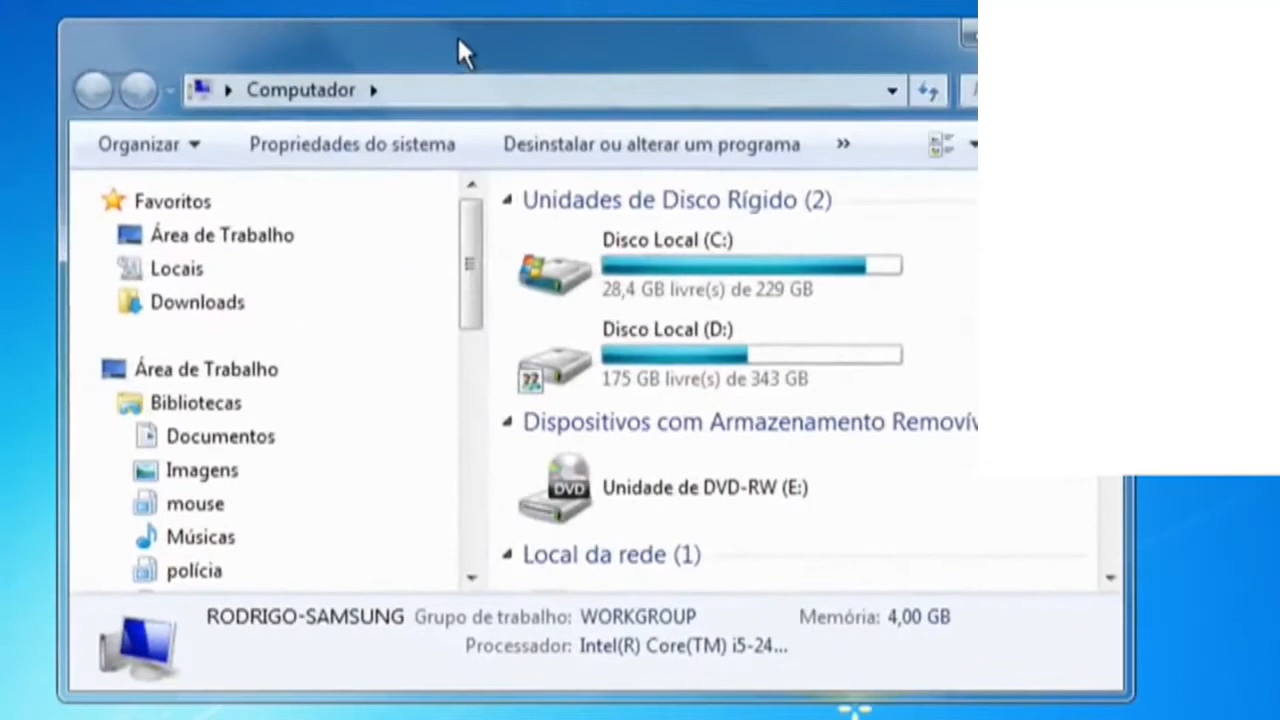 Computador
Organizar
Propriedades do sistema
Desinstalar ou alterar um programa
»
Favoritos
Área de Trabalho
Locais
Downloads
Área de Trabalho
Bibliotecas
Documentos
Imagens
mouse
Músicas
polícia
Unidades de Disco Rígido (2)
Disco Local (C:)
28,4 GB livre(s) de 229 GB
Disco Local (D:)
??
175 GB livre(s) de 343 GB
Dispositivos com Armazenamento Removív
DVD
Unidade de DVD-RW (E:)
Local da rede (1)
RODRIGO-SAMSUNG Grupo de trabalho: WORKGROUP Memória: 4,00 GB
Processador: Intel(R) Core(TM) i5-24...